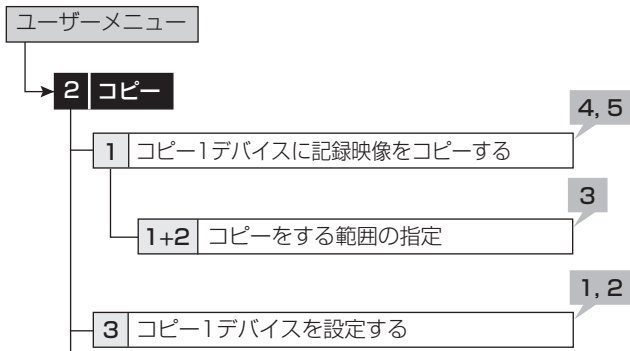 ユーザーメニュー
2 コピー
4, 5
1 コピー1デバイスに記録映像をコピーする
3
1+2 コピーをする範囲の指定
1, 2
3 コピー1デバイスを設定する